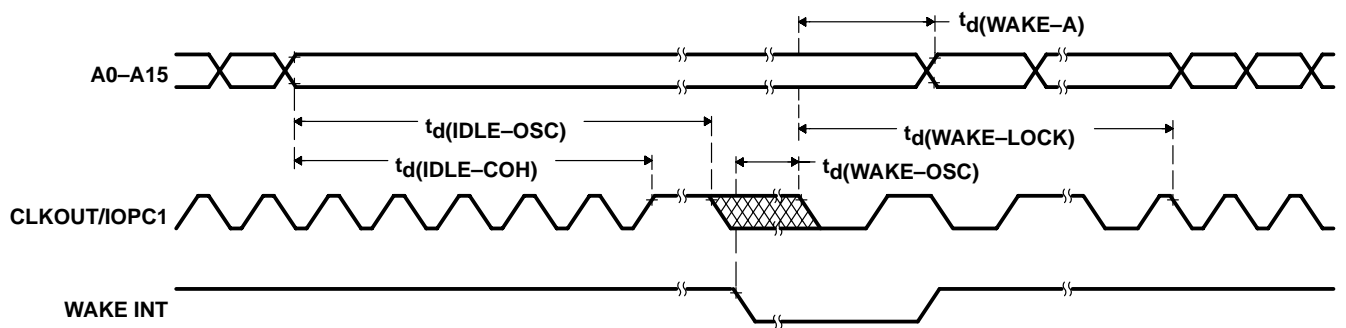 td(WAKE–A)
A0–A15
td(IDLE–OSC)
td(WAKE–LOCK)
td(IDLE–COH)
td(WAKE–OSC)
CLKOUT/IOPC1
WAKE INT